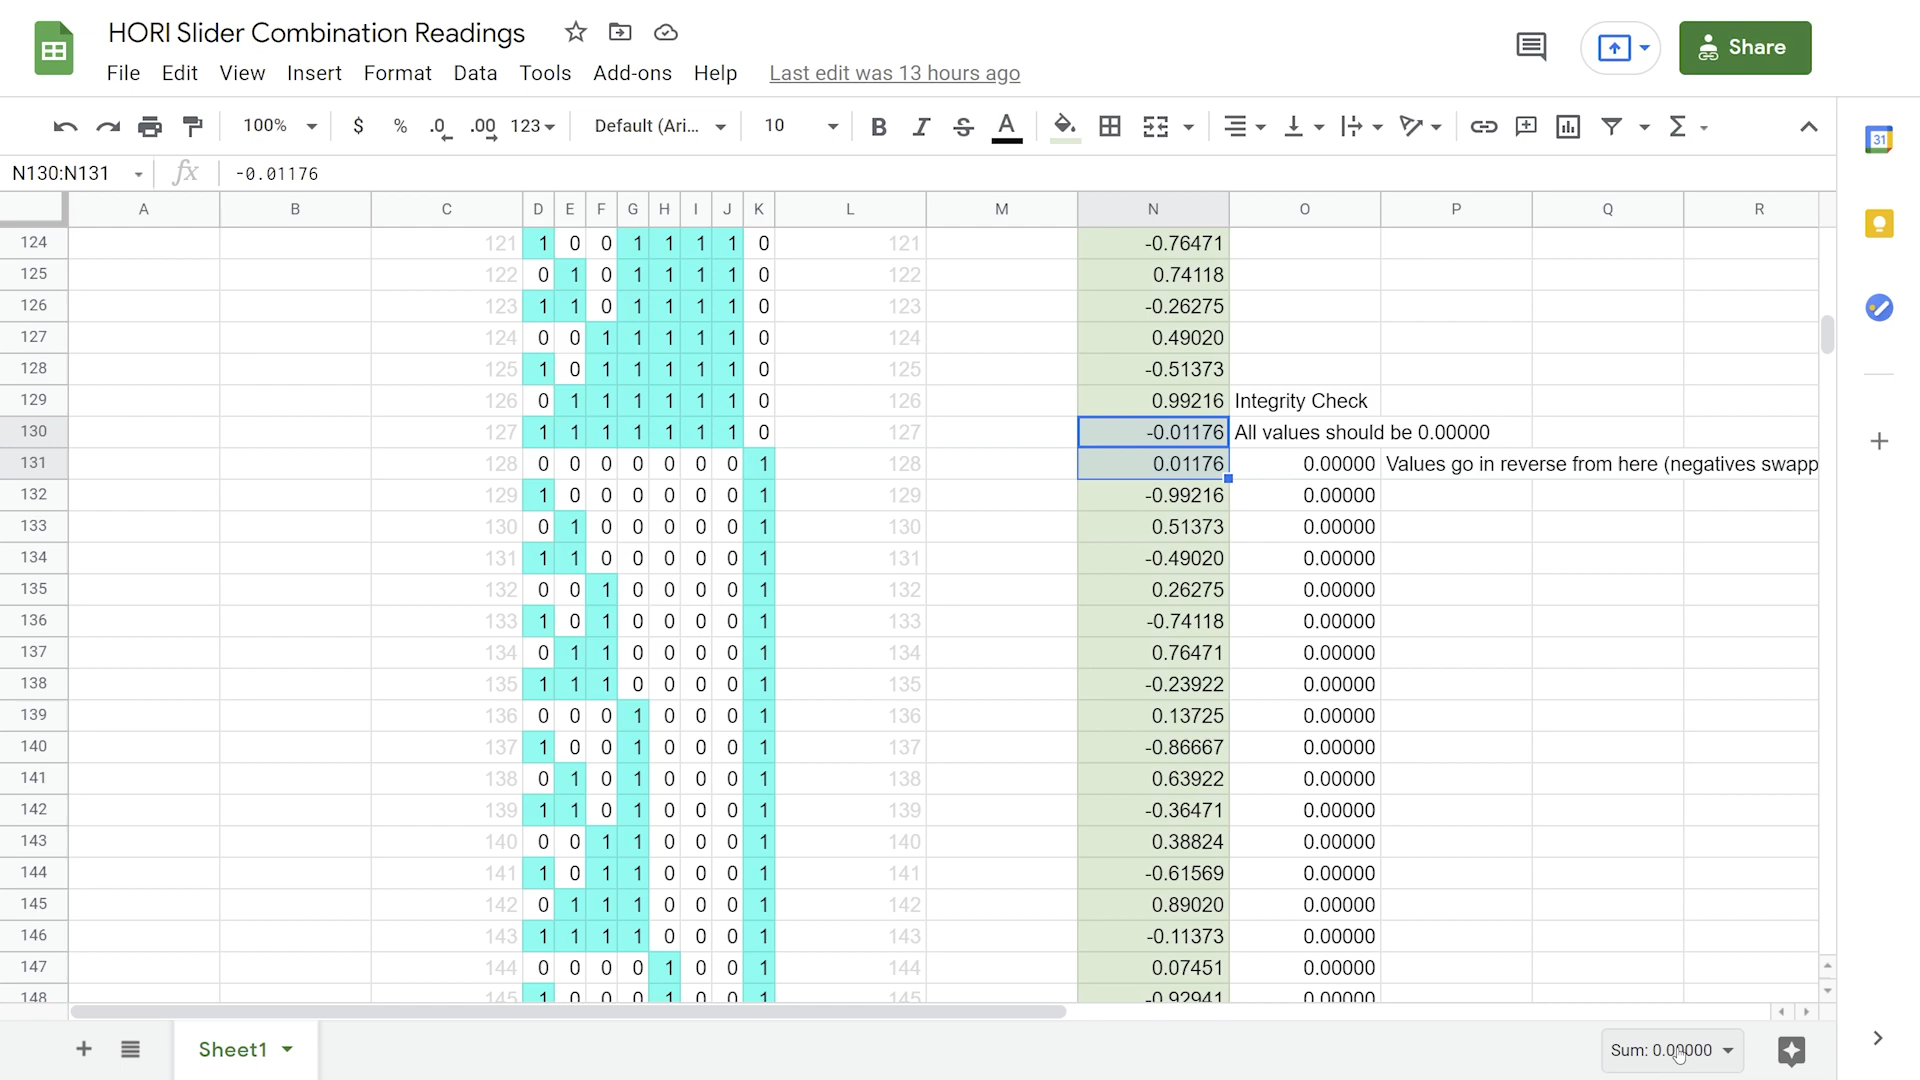 HORI Slider Combination Readings
Share
File Edit View Insert Format Data Tools Add-ons Help Last edit was 13 hours ago
100% $ % .0 .00 123 Default (Ari... 10 B I S A Σ
31
N130:N131 fx -0.01176
A B C D E F G H I J K L M N O P Q R
124 121 1 0 0 1 1 1 1 0 121 -0.76471
125 122 0 1 0 1 1 1 1 0 122 0.74118
126 123 1 1 0 1 1 1 1 0 123 -0.26275
127 124 0 0 1 1 1 1 1 0 124 0.49020
128 125 1 0 1 1 1 1 1 0 125 -0.51373
129 126 0 1 1 1 1 1 1 0 126 0.99216 Integrity Check
130 127 1 1 1 1 1 1 1 0 127 -0.01176 All values should be 0.00000
131 128 0 0 0 0 0 0 0 1 128 0.01176 0.00000 Values go in reverse from here (negatives swapp
132 129 1 0 0 0 0 0 0 1 129 -0.99216 0.00000
133 130 0 1 0 0 0 0 0 1 130 0.51373 0.00000
134 131 1 1 0 0 0 0 0 1 131 -0.49020 0.00000
135 132 0 0 1 0 0 0 0 1 132 0.26275 0.00000
136 133 1 0 1 0 0 0 0 1 133 -0.74118 0.00000
137 134 0 1 1 0 0 0 0 1 134 0.76471 0.00000
138 135 1 1 1 0 0 0 0 1 135 -0.23922 0.00000
139 136 0 0 0 1 0 0 0 1 136 0.13725 0.00000
140 137 1 0 0 1 0 0 0 1 137 -0.86667 0.00000
141 138 0 1 0 1 0 0 0 1 138 0.63922 0.00000
142 139 1 1 0 1 0 0 0 1 139 -0.36471 0.00000
143 140 0 0 1 1 0 0 0 1 140 0.38824 0.00000
144 141 1 0 1 1 0 0 0 1 141 -0.61569 0.00000
145 142 0 1 1 1 0 0 0 1 142 0.89020 0.00000
146 143 1 1 1 1 0 0 0 1 143 -0.11373 0.00000
147 144 0 0 0 0 1 0 0 1 144 0.07451 0.00000
148 145 1 0 0 0 1 0 0 1 145 -0.92941 0.00000
Sheet1 Sum: 0.00000